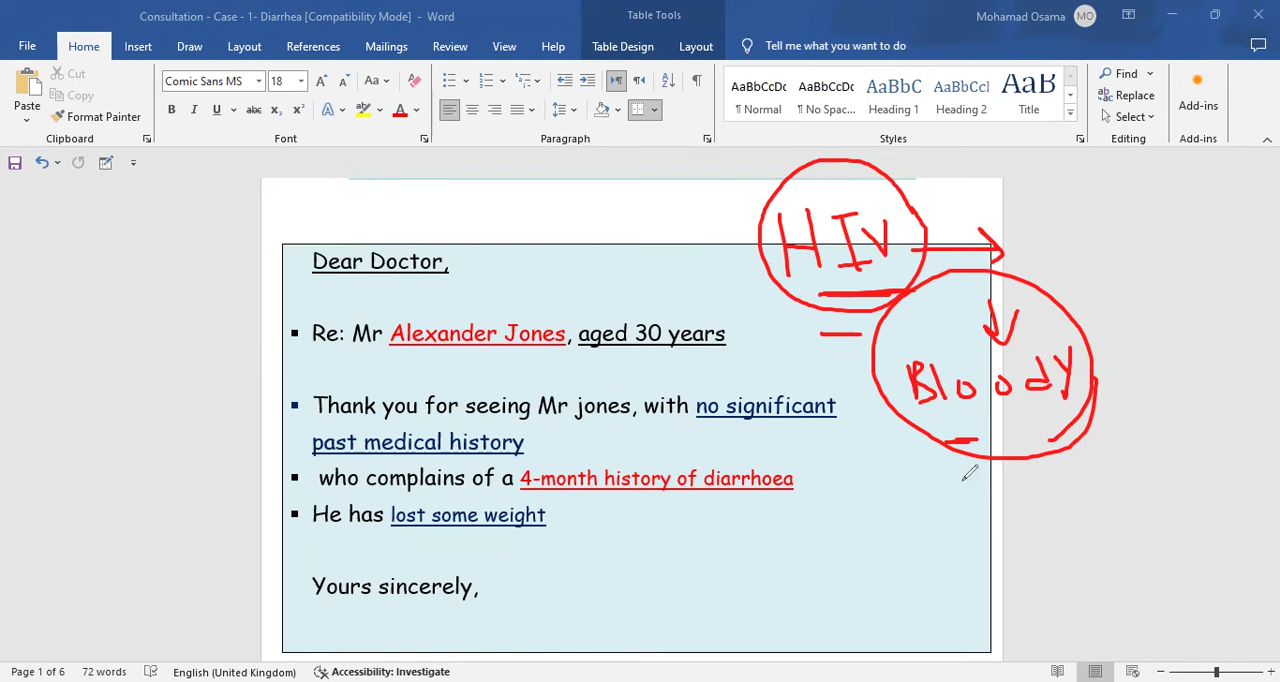 Consultation - Case - 1- Diarrhea [Compatibility Mode] - Word
Table Tools
Mohamad Osama MO
File Home Insert Draw Layout References Mailings Review View Help Table Design Layout Tell me what you want to do
Paste
Cut
Copy
Format Painter
Clipboard
Comic Sans MS 18 A A Aa
B I U abc x₂ x² A A
Font
Paragraph
AaBbCcDc AaBbCcDc AaBbC AaBbCcl AaB
¶ Normal ¶ No Spac... Heading 1 Heading 2 Title
Styles
Find
Replace
Select
Editing
Add-ins
Add-ins
HIV
Bloody
Dear Doctor,
▪ Re: Mr Alexander Jones, aged 30 years
▪ Thank you for seeing Mr jones, with no significant
past medical history
▪ who complains of a 4-month history of diarrhoea
▪ He has lost some weight
Yours sincerely,
Page 1 of 6 72 words English (United Kingdom) Accessibility: Investigate